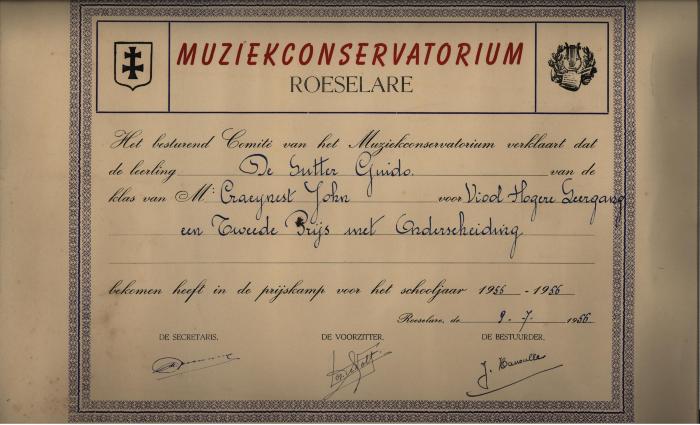 MUZIEKCONSERVATORIUM
ROESELARE
Het besturend Comité van het Muziekconservatorium verklaart dat
de leerling De Sutter Guido. van de
klas van Mr Craeynest John voor Viool Hogere Leergang
een Tweede Prijs met Onderscheiding
bekomen heeft in de prijskamp voor het schooljaar 1955 - 1956
Roeselare, de 9 - 7 - 1956
DE SECRETARIS. DE VOORZITTER. DE BESTUURDER.